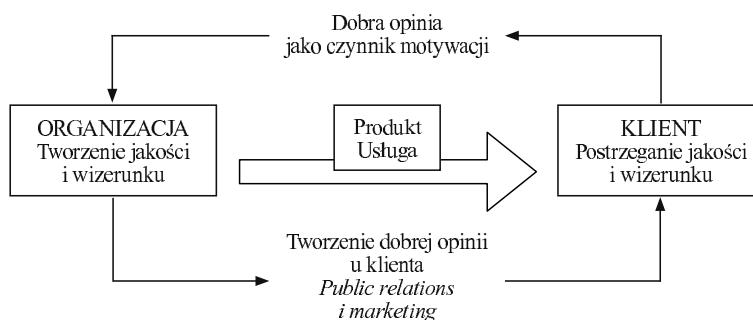 Dobra opinia
jako czynnik motywacji
ORGANIZACJA
Tworzenie jakości
i wizerunku
Produkt
Usługa
KLIENT
Postrzeganie jakości
i wizerunku
Tworzenie dobrej opinii
u klienta
Public relations
i marketing